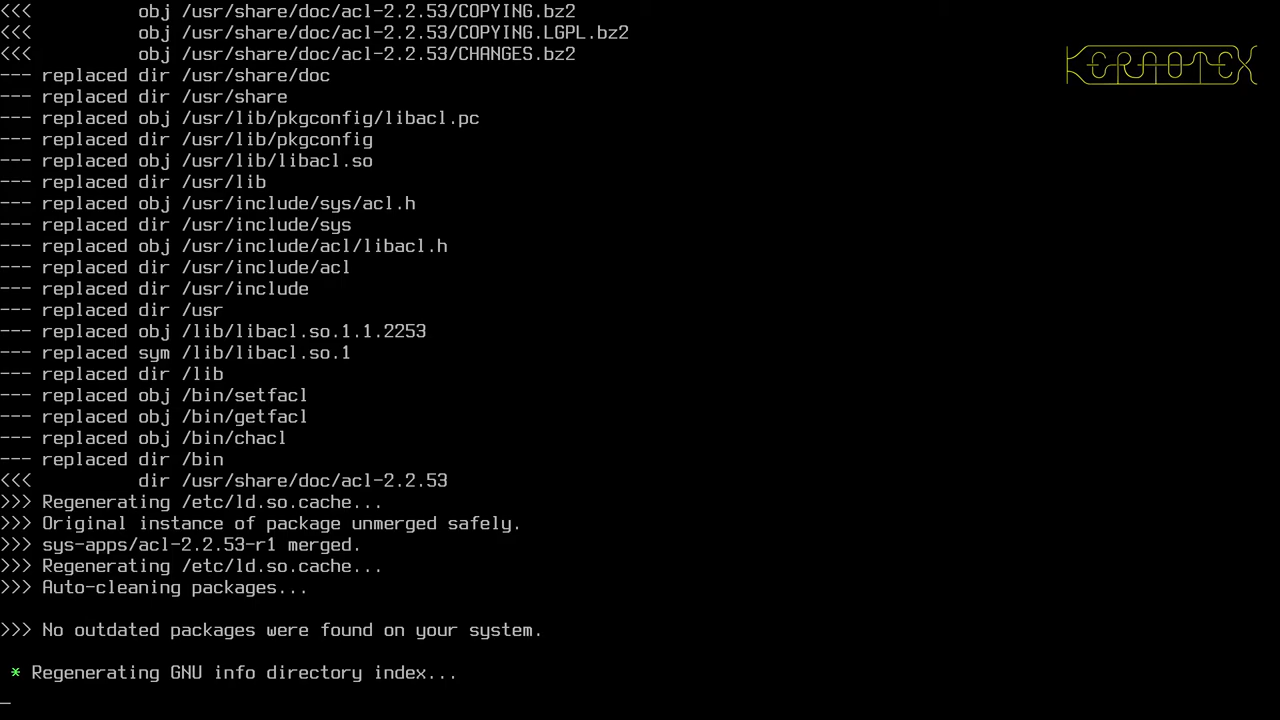 <<<          obj /usr/share/doc/acl-2.2.53/COPYING.bz2
<<<          obj /usr/share/doc/acl-2.2.53/COPYING.LGPL.bz2
<<<          obj /usr/share/doc/acl-2.2.53/CHANGES.bz2
--- replaced dir /usr/share/doc
--- replaced dir /usr/share
--- replaced obj /usr/lib/pkgconfig/libacl.pc
--- replaced dir /usr/lib/pkgconfig
--- replaced obj /usr/lib/libacl.so
--- replaced dir /usr/lib
--- replaced obj /usr/include/sys/acl.h
--- replaced dir /usr/include/sys
--- replaced obj /usr/include/acl/libacl.h
--- replaced dir /usr/include/acl
--- replaced dir /usr/include
--- replaced dir /usr
--- replaced obj /lib/libacl.so.1.1.2253
--- replaced sym /lib/libacl.so.1
--- replaced dir /lib
--- replaced obj /bin/setfacl
--- replaced obj /bin/getfacl
--- replaced obj /bin/chacl
--- replaced dir /bin
<<<          dir /usr/share/doc/acl-2.2.53
>>> Regenerating /etc/ld.so.cache...
>>> Original instance of package unmerged safely.
>>> sys-apps/acl-2.2.53-r1 merged.
>>> Regenerating /etc/ld.so.cache...
>>> Auto-cleaning packages...
>>> No outdated packages were found on your system.
 * Regenerating GNU info directory index...